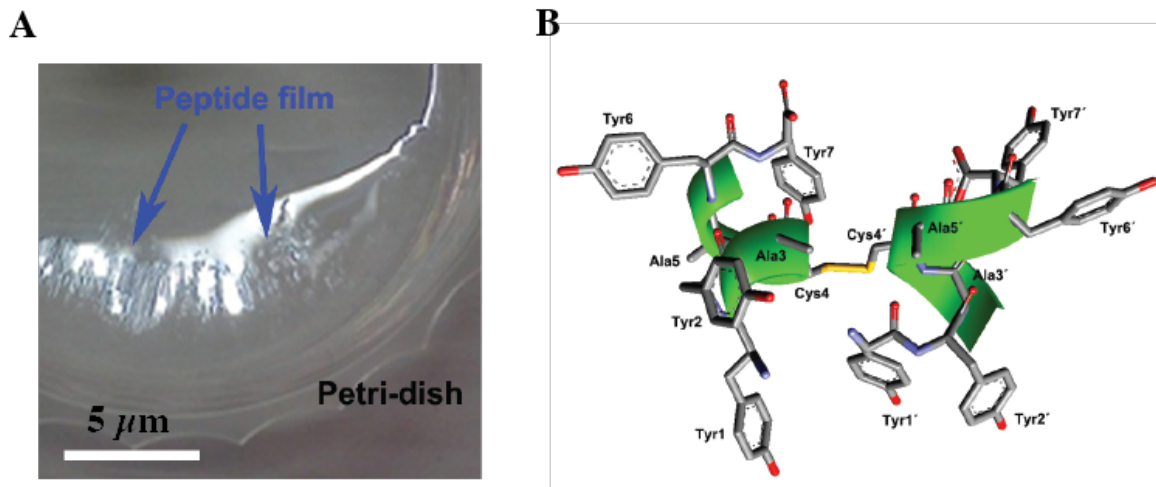 A
Peptide film
Petri-dish
5 µm
B
Tyr6
Tyr7
Tyr7´
Ala5
Ala3
Cys4´
Ala5´
Tyr6´
Cys4
Ala3´
Tyr2
Tyr1
Tyr1´
Tyr2´